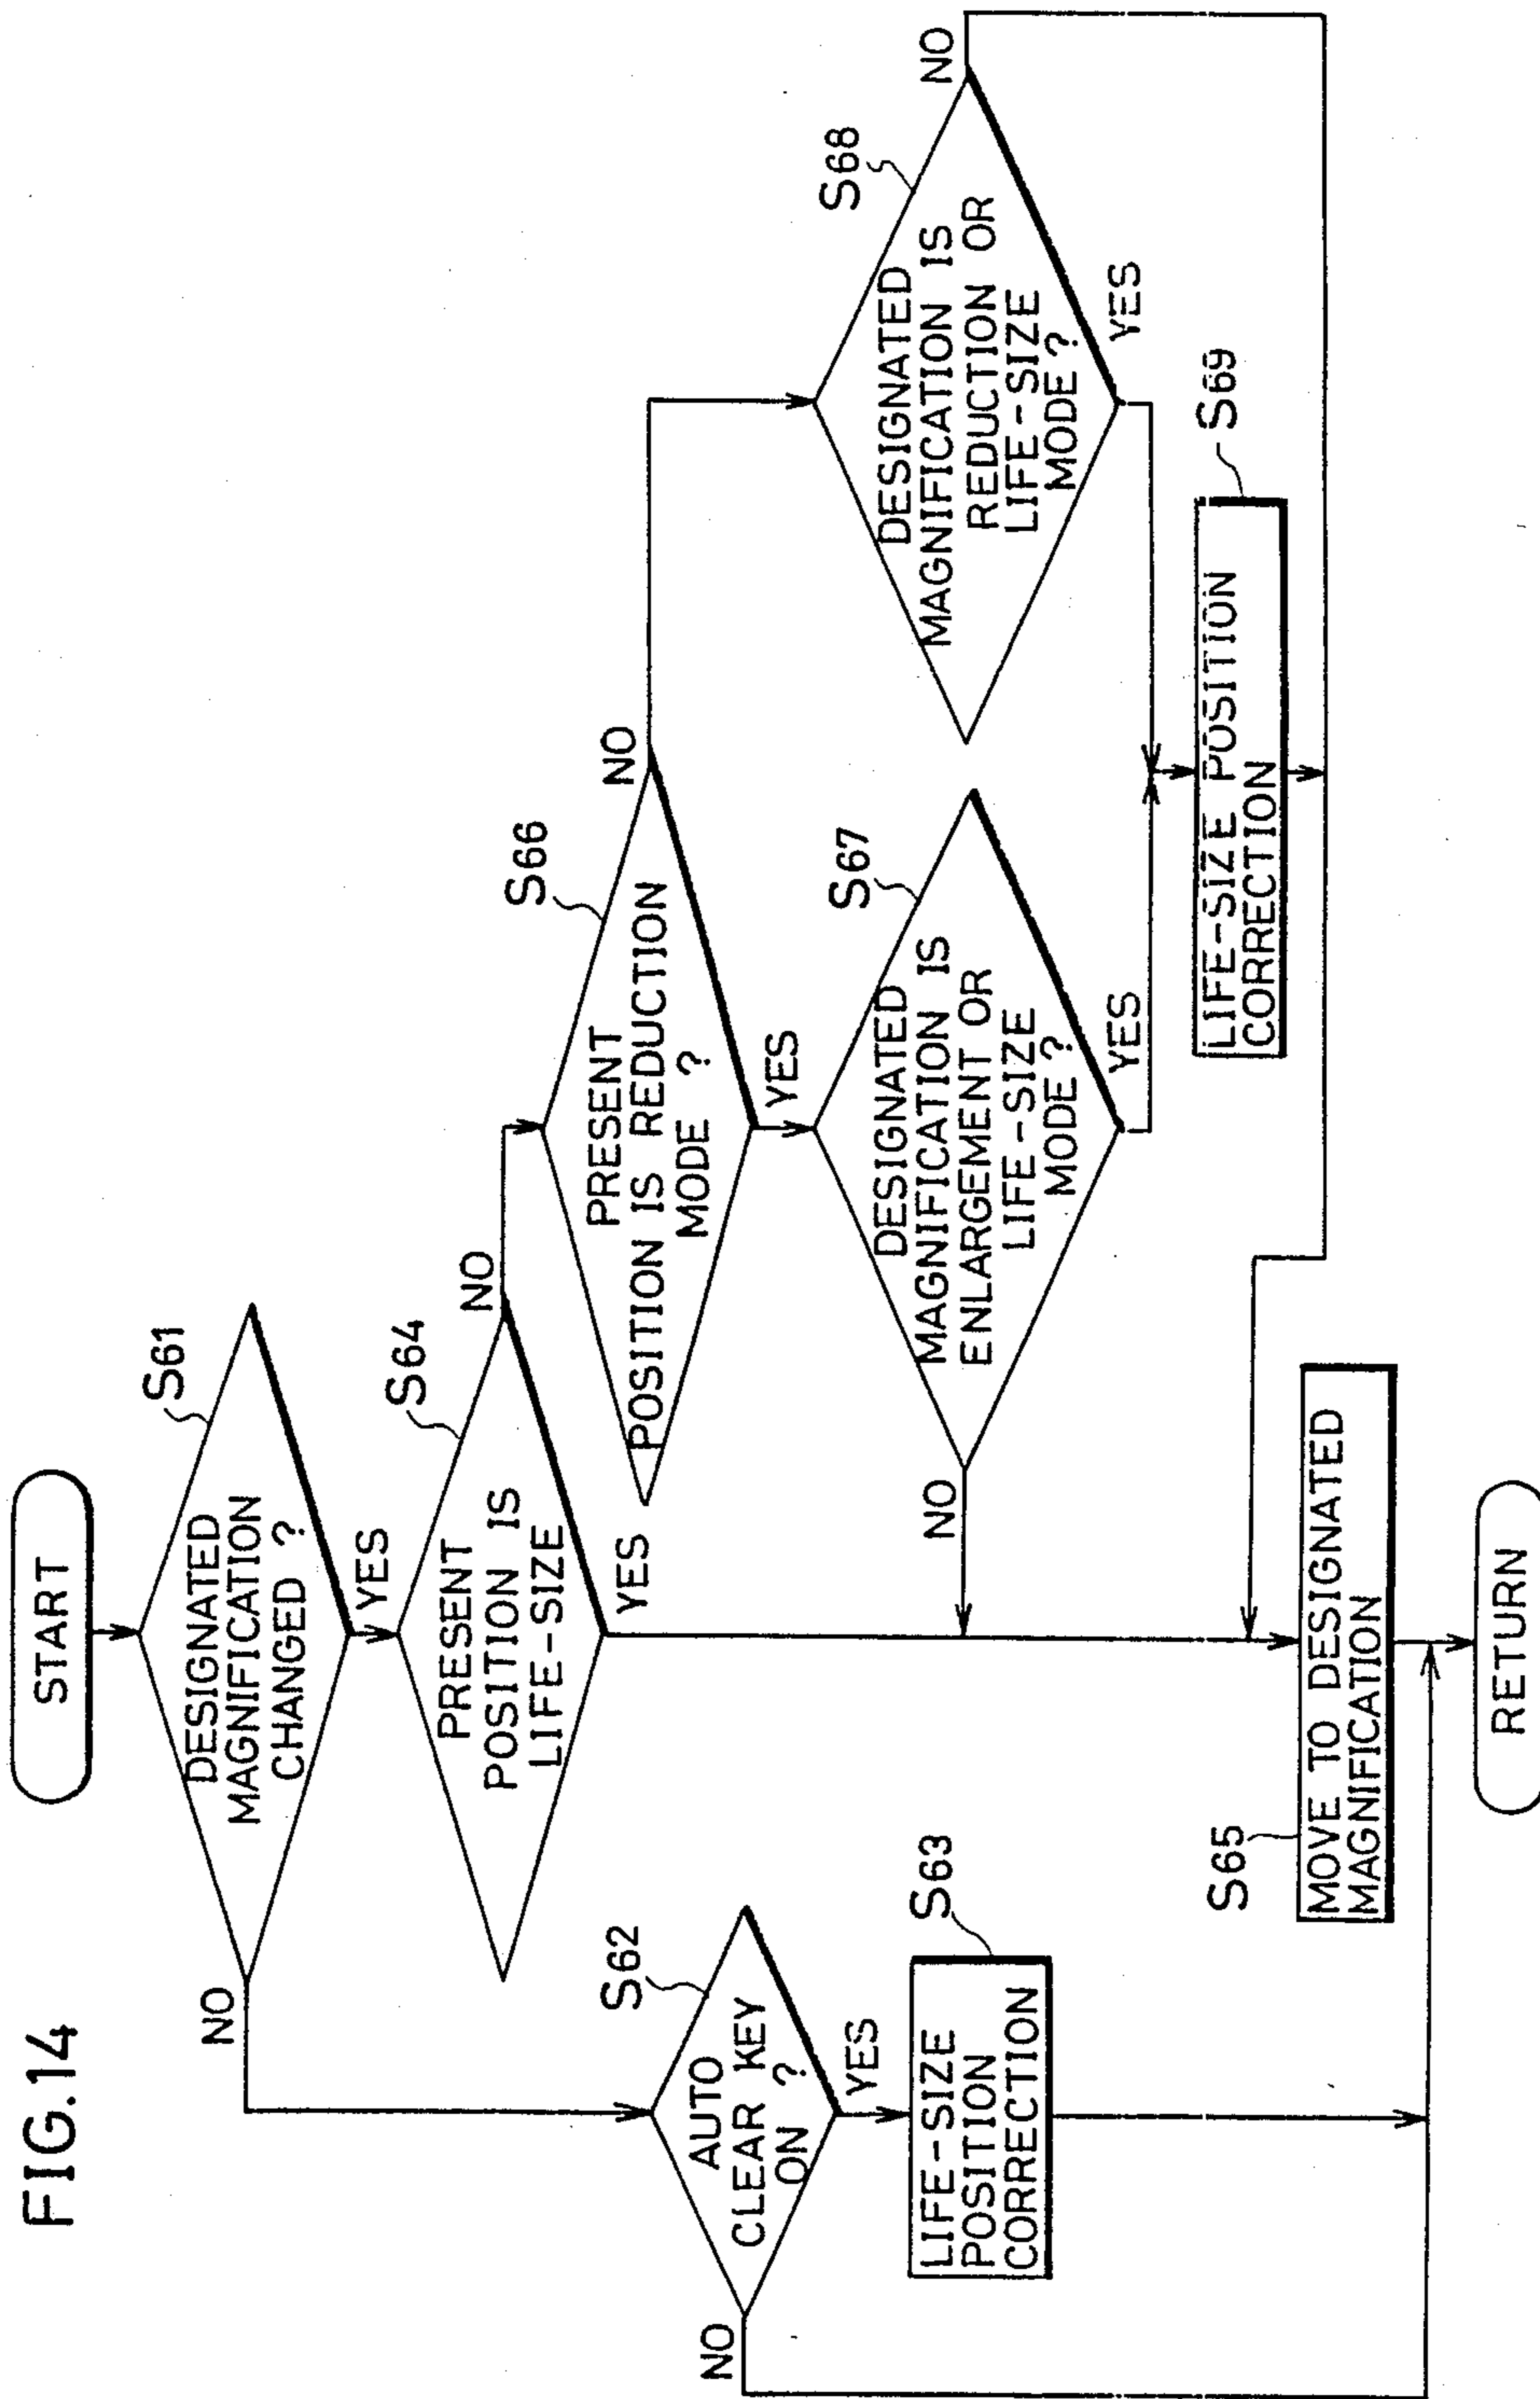 FIG.14
START
DESIGNATED
MAGNIFICATION
CHANGED ?
S61
NO
YES
PRESENT
POSITION IS
LIFE-SIZE
S64
NO
YES
AUTO
CLEAR KEY
ON ?
S62
NO
YES
LIFE-SIZE
POSITION
CORRECTION
S63
PRESENT
POSITION IS REDUCTION
MODE ?
S66
NO
YES
DESIGNATED
MAGNIFICATION IS
ENLARGEMENT OR
LIFE-SIZE
MODE ?
S67
NO
YES
DESIGNATED
MAGNIFICATION IS
REDUCTION OR
LIFE-SIZE
MODE ?
S68
NO
YES
LIFE-SIZE POSITION
CORRECTION
S69
S65
MOVE TO DESIGNATED
MAGNIFICATION
RETURN